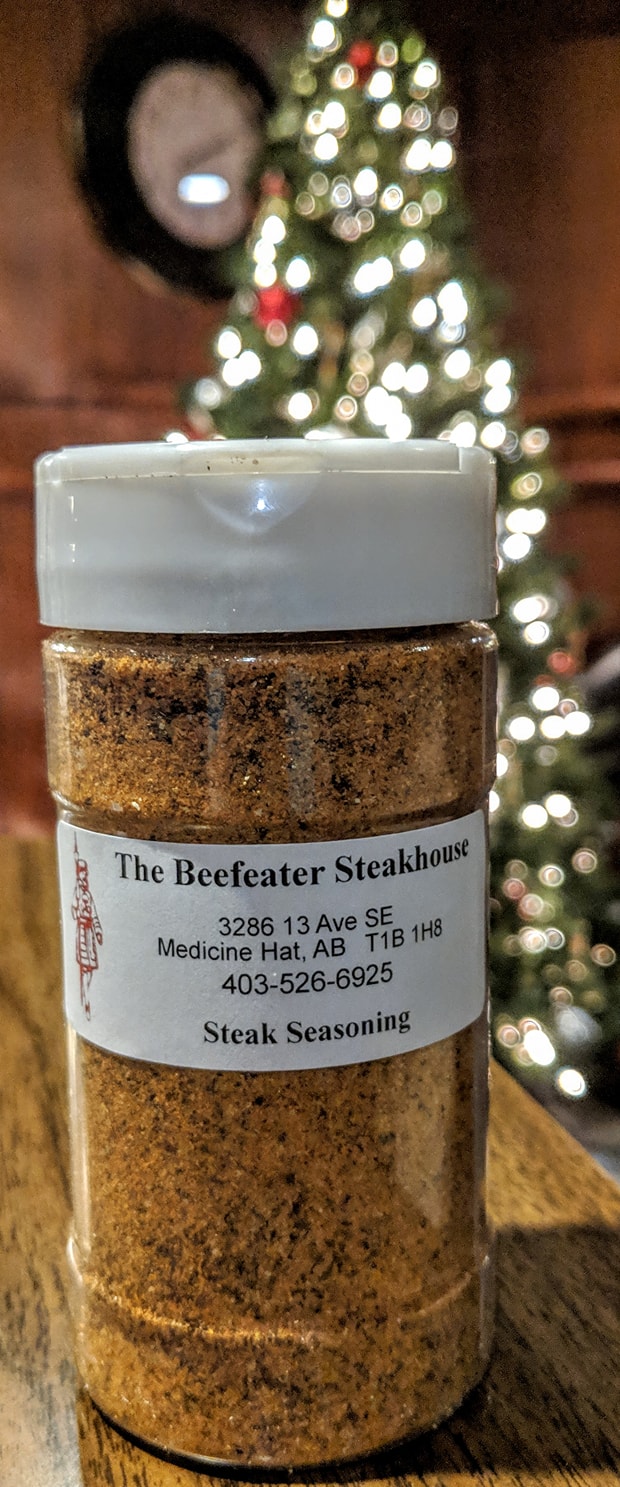 The Beefeater Steakhouse
3286 13 Ave SE
Medicine Hat, AB T1B 1H8
403-526-6925
Steak Seasoning